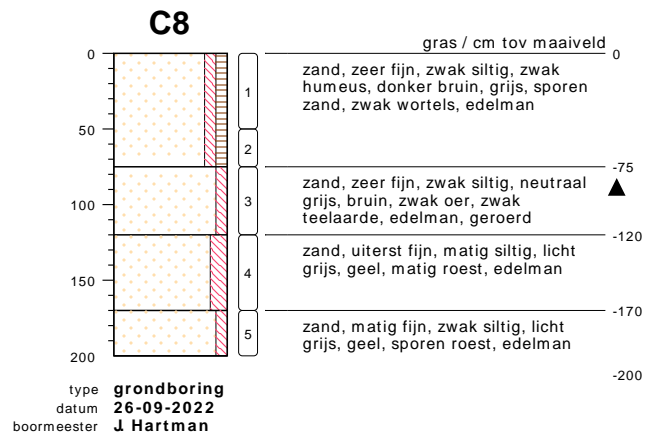 C8
gras / cm tov maaiveld
0
0
zand, zeer fijn, zwak siltig, zwak
humeus, donker bruin, grijs, sporen
zand, zwak wortels, edelman
1
50
2
-75
zand, zeer fijn, zwak siltig, neutraal
grijs, bruin, zwak oer, zwak
teelaarde, edelman, geroerd
3
100
-120
zand, uiterst fijn, matig siltig, licht
grijs, geel, matig roest, edelman
4
150
-170
zand, matig fijn, zwak siltig, licht
grijs, geel, sporen roest, edelman
5
200
-200
type grondboring
datum 26-09-2022
boormeester J. Hartman